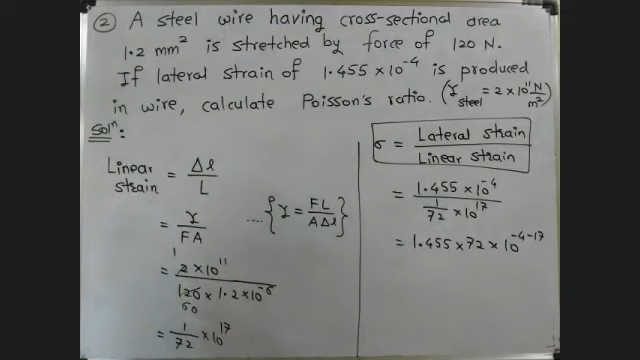 ② A steel wire having cross-sectional area
1.2 mm² is stretched by force of 120 N.
If lateral strain of 1.455 × 10⁻⁴ is produced
in wire, calculate Poisson's ratio. (Y steel = 2 × 10¹¹ N/m²)
Solⁿ:
Linear strain = Δl / L
= Y / FA .... {Y = FL / AΔl}
= 2 × 10¹¹ / 120 × 1.2 × 10⁻⁶
1
60
= 1/72 × 10¹⁷
σ = Lateral strain / Linear strain
= 1.455 × 10⁻⁴ / 1/72 × 10¹⁷
= 1.455 × 72 × 10⁻⁴⁻¹⁷